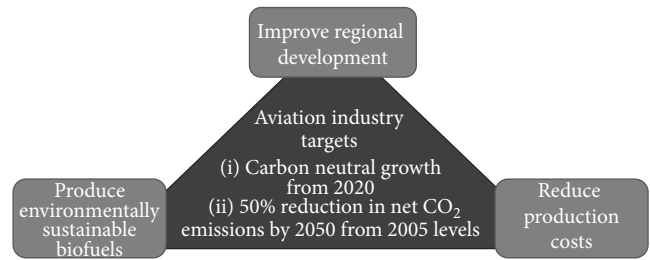 Improve regional
development
Aviation industry
targets
(i) Carbon neutral growth
from 2020
(ii) 50% reduction in net CO₂
emissions by 2050 from 2005 levels
Produce
environmentally
sustainable
biofuels
Reduce
production
costs